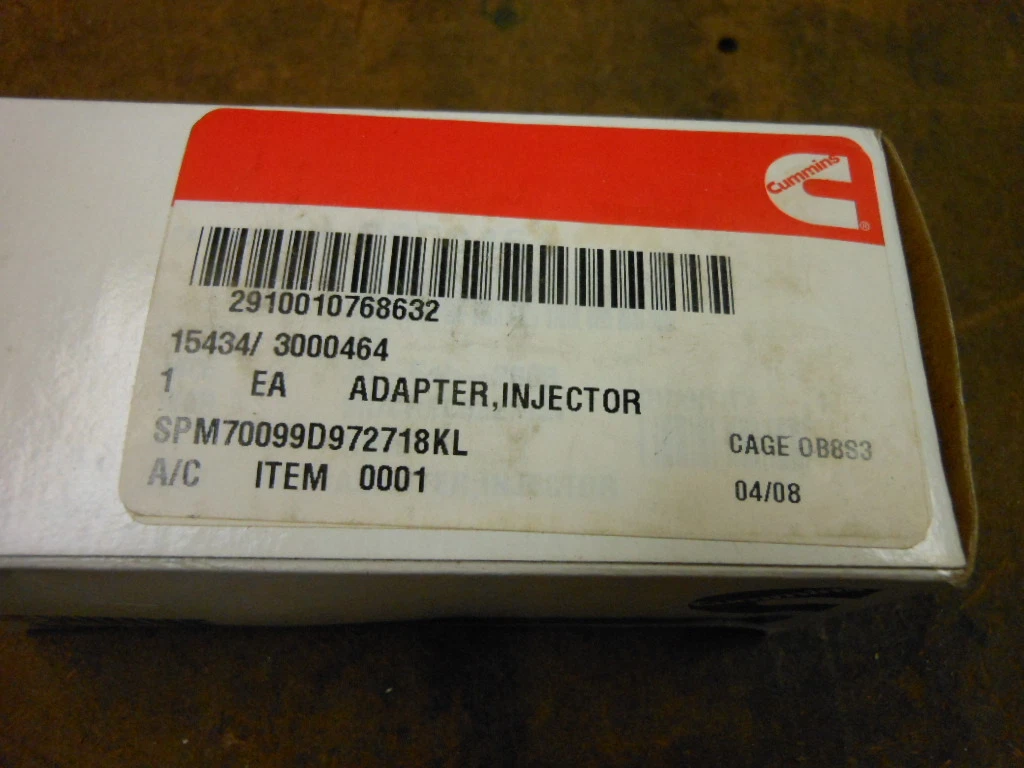 Cummins
®
2910010768632
15434/ 3000464
1 EA ADAPTER,INJECTOR
SPM70099D972718KL
CAGE 0B8S3
A/C ITEM 0001
04/08